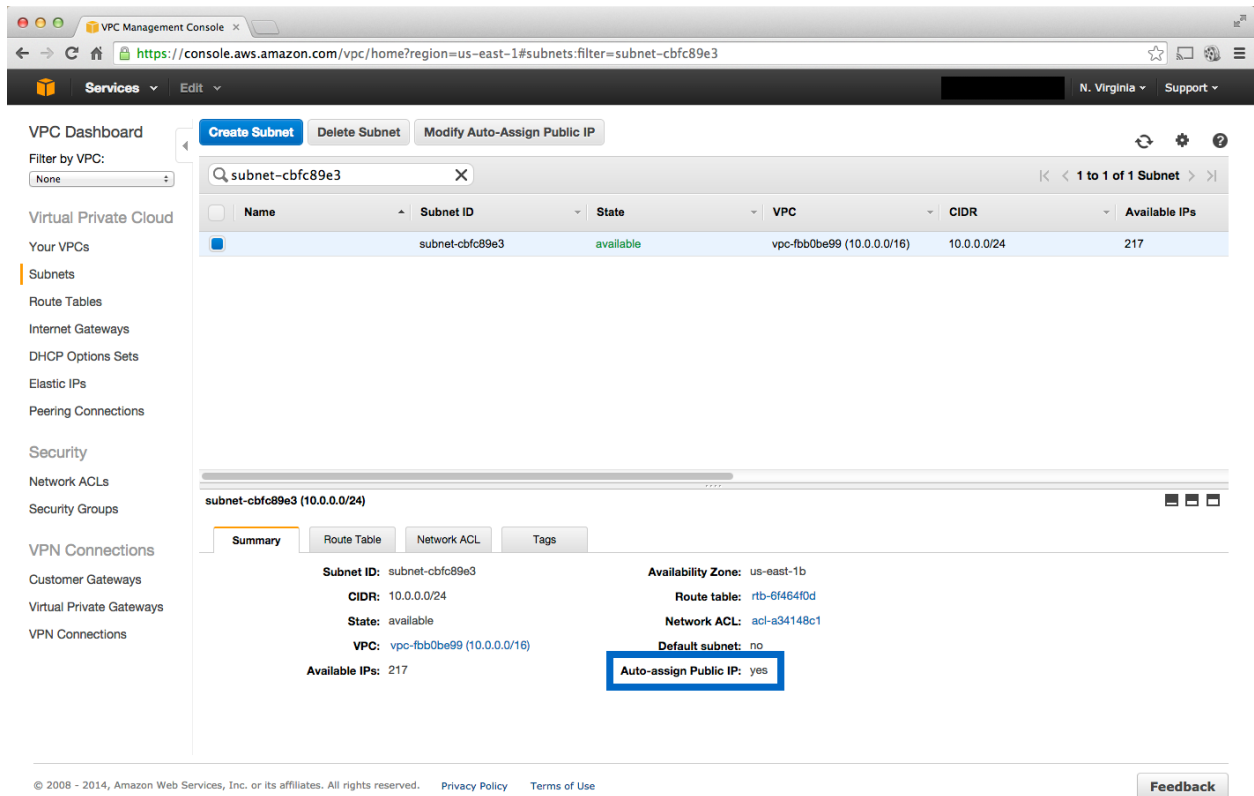 VPC Management Console ×
https://console.aws.amazon.com/vpc/home?region=us-east-1#subnets:filter=subnet-cbfc89e3
Services Edit N. Virginia Support
VPC Dashboard
Filter by VPC:
None
Virtual Private Cloud
Your VPCs
Subnets
Route Tables
Internet Gateways
DHCP Options Sets
Elastic IPs
Peering Connections
Security
Network ACLs
Security Groups
VPN Connections
Customer Gateways
Virtual Private Gateways
VPN Connections
Create Subnet Delete Subnet Modify Auto-Assign Public IP
subnet-cbfc89e3 X |< < 1 to 1 of 1 Subnet > >|
Name Subnet ID State VPC CIDR Available IPs
subnet-cbfc89e3 available vpc-fbb0be99 (10.0.0.0/16) 10.0.0.0/24 217
subnet-cbfc89e3 (10.0.0.0/24)
Summary Route Table Network ACL Tags
Subnet ID: subnet-cbfc89e3 Availability Zone: us-east-1b
CIDR: 10.0.0.0/24 Route table: rtb-6f464f0d
State: available Network ACL: acl-a34148c1
VPC: vpc-fbb0be99 (10.0.0.0/16) Default subnet: no
Available IPs: 217 Auto-assign Public IP: yes
© 2008 - 2014, Amazon Web Services, Inc. or its affiliates. All rights reserved. Privacy Policy Terms of Use Feedback